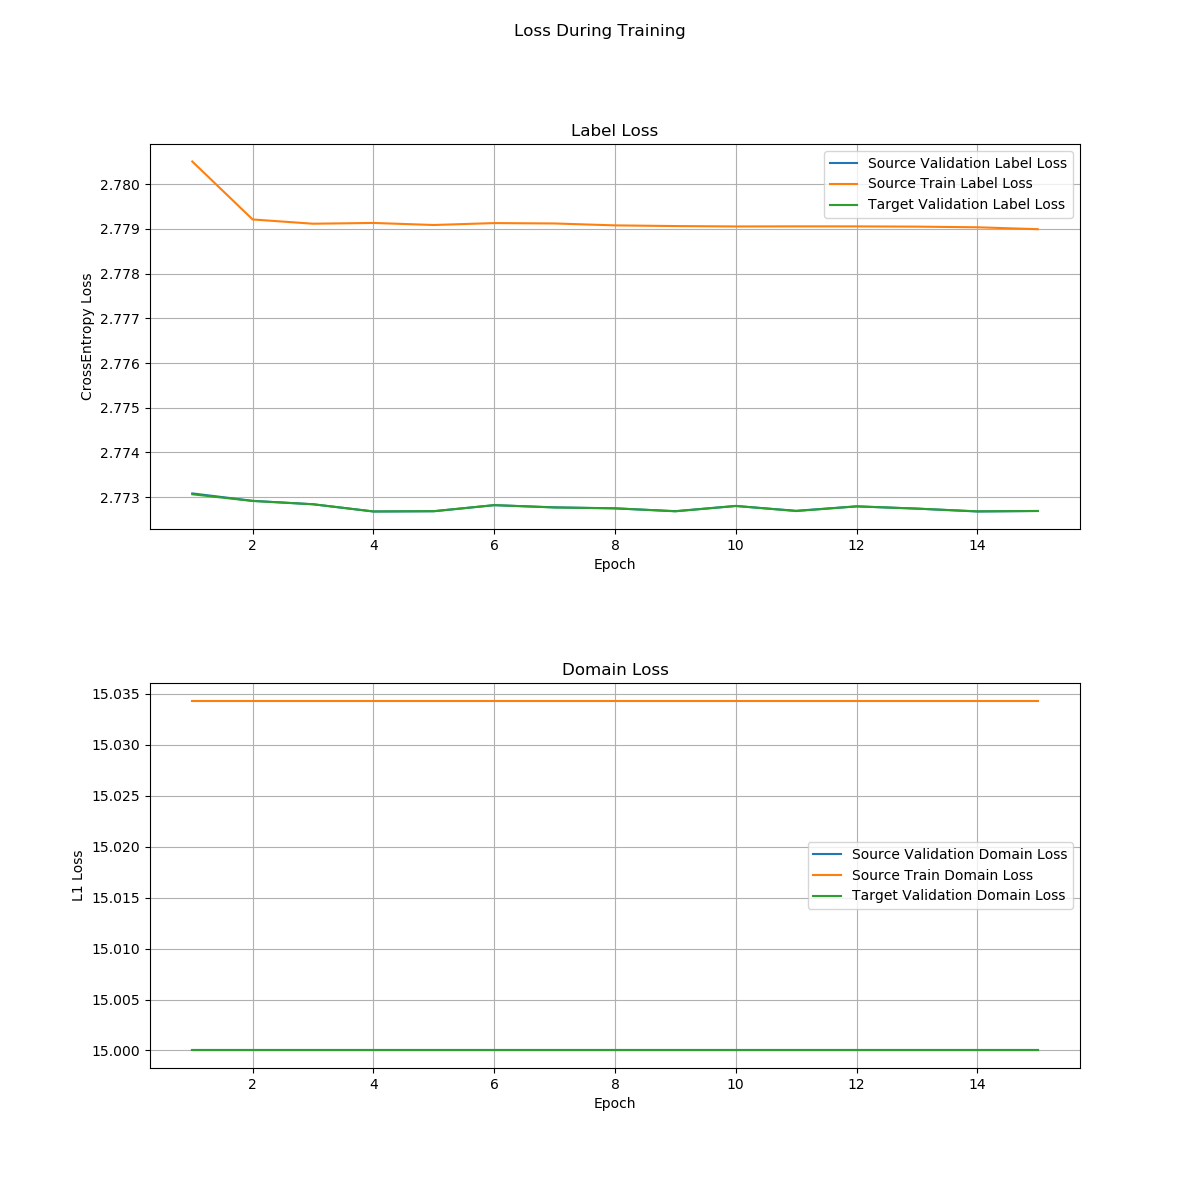 Loss During Training
Label Loss
Source Validation Label Loss
Source Train Label Loss
Target Validation Label Loss
2.780
2.779
2.778
2.777
2.776
2.775
2.774
2.773
CrossEntropy Loss
2 4 6 8 10 12 14
Epoch
Domain Loss
15.035
15.030
15.025
15.020
15.015
15.010
15.005
15.000
L1 Loss
Source Validation Domain Loss
Source Train Domain Loss
Target Validation Domain Loss
2 4 6 8 10 12 14
Epoch